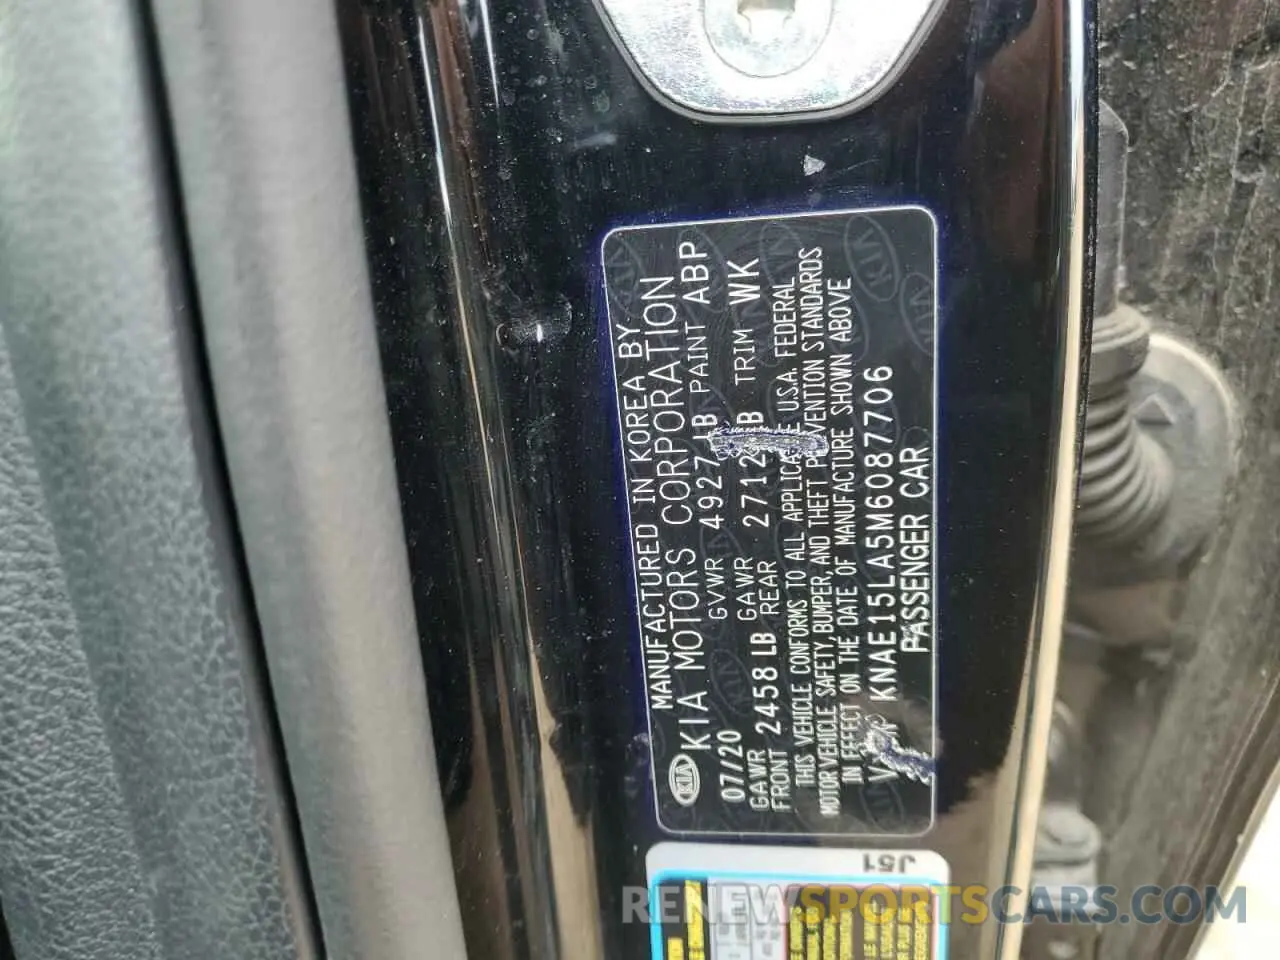 MANUFACTURED IN KOREA BY
KIA KIA MOTORS CORPORATION
07/20 GVWR 4927 LB PAINT ABP
GAWR FRONT 2458 LB GAWR REAR 2712 LB TRIM WK
THIS VEHICLE CONFORMS TO ALL APPLICABLE U.S.A. FEDERAL
MOTOR VEHICLE SAFETY, BUMPER, AND THEFT PREVENTION STANDARDS
IN EFFECT ON THE DATE OF MANUFACTURE SHOWN ABOVE
KNAE15LA5M6087706
PASSENGER CAR
J51
RENEWSPORTSCARS.COM